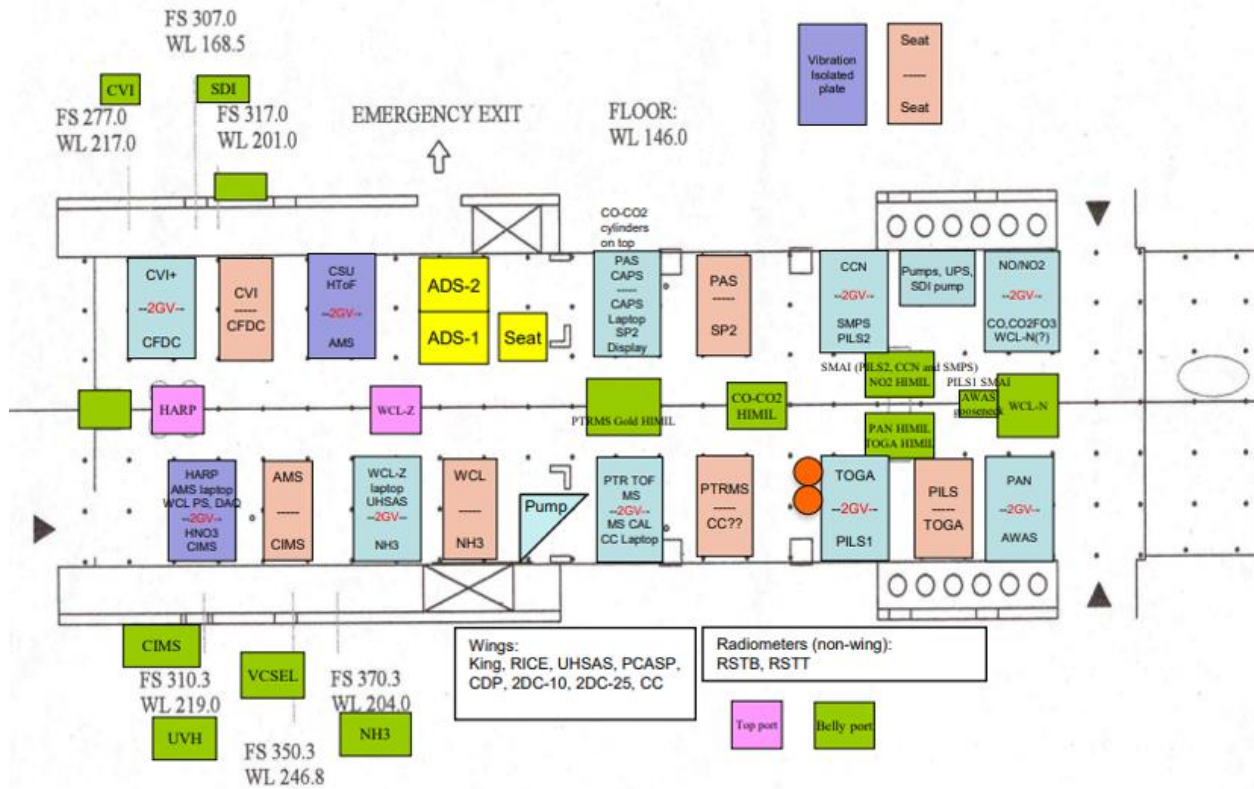 FS 307.0
WL 168.5
CVI
SDI
FS 277.0
WL 217.0
FS 317.0
WL 201.0
EMERGENCY EXIT
FLOOR:
WL 146.0
Vibration
Isolated
plate
Seat
-----
Seat
CO-CO2
cylinders
on top
CVI+
--2GV--
CFDC
CVI
-----
CFDC
CSU
HToF
--2GV--
AMS
ADS-2
ADS-1
Seat
PAS
CAPS
-----
CAPS
Laptop
SP2
Display
PAS
-----
SP2
CCN
--2GV--
SMPS
PILS2
Pumps, UPS,
SDI pump
NO/NO2
--2GV--
CO,CO2FO3
WCL-N(?)
HARP
WCL-Z
PTRMS Gold HIMIL
CO-CO2
HIMIL
SMAI (PILS2, CCN and SMPS)
NO2 HIMIL
PAN HIMIL
TOGA HIMIL
PILS1 SMAI
AWAS
gooseneck
WCL-N
HARP
AMS laptop
WCL PS, DAQ
--2GV--
HNO3
CIMS
AMS
-----
CIMS
WCL-Z
laptop
UHSAS
--2GV--
NH3
WCL
-----
NH3
Pump
PTR TOF
MS
--2GV--
MS CAL
CC Laptop
PTRMS
-----
CC??
TOGA
--2GV--
PILS1
PILS
-----
TOGA
PAN
--2GV--
AWAS
CIMS
FS 310.3
WL 219.0
UVH
VCSEL
FS 350.3
WL 246.8
FS 370.3
WL 204.0
NH3
Wings:
King, RICE, UHSAS, PCASP,
CDP, 2DC-10, 2DC-25, CC
Radiometers (non-wing):
RSTB, RSTT
Top port
Belly port